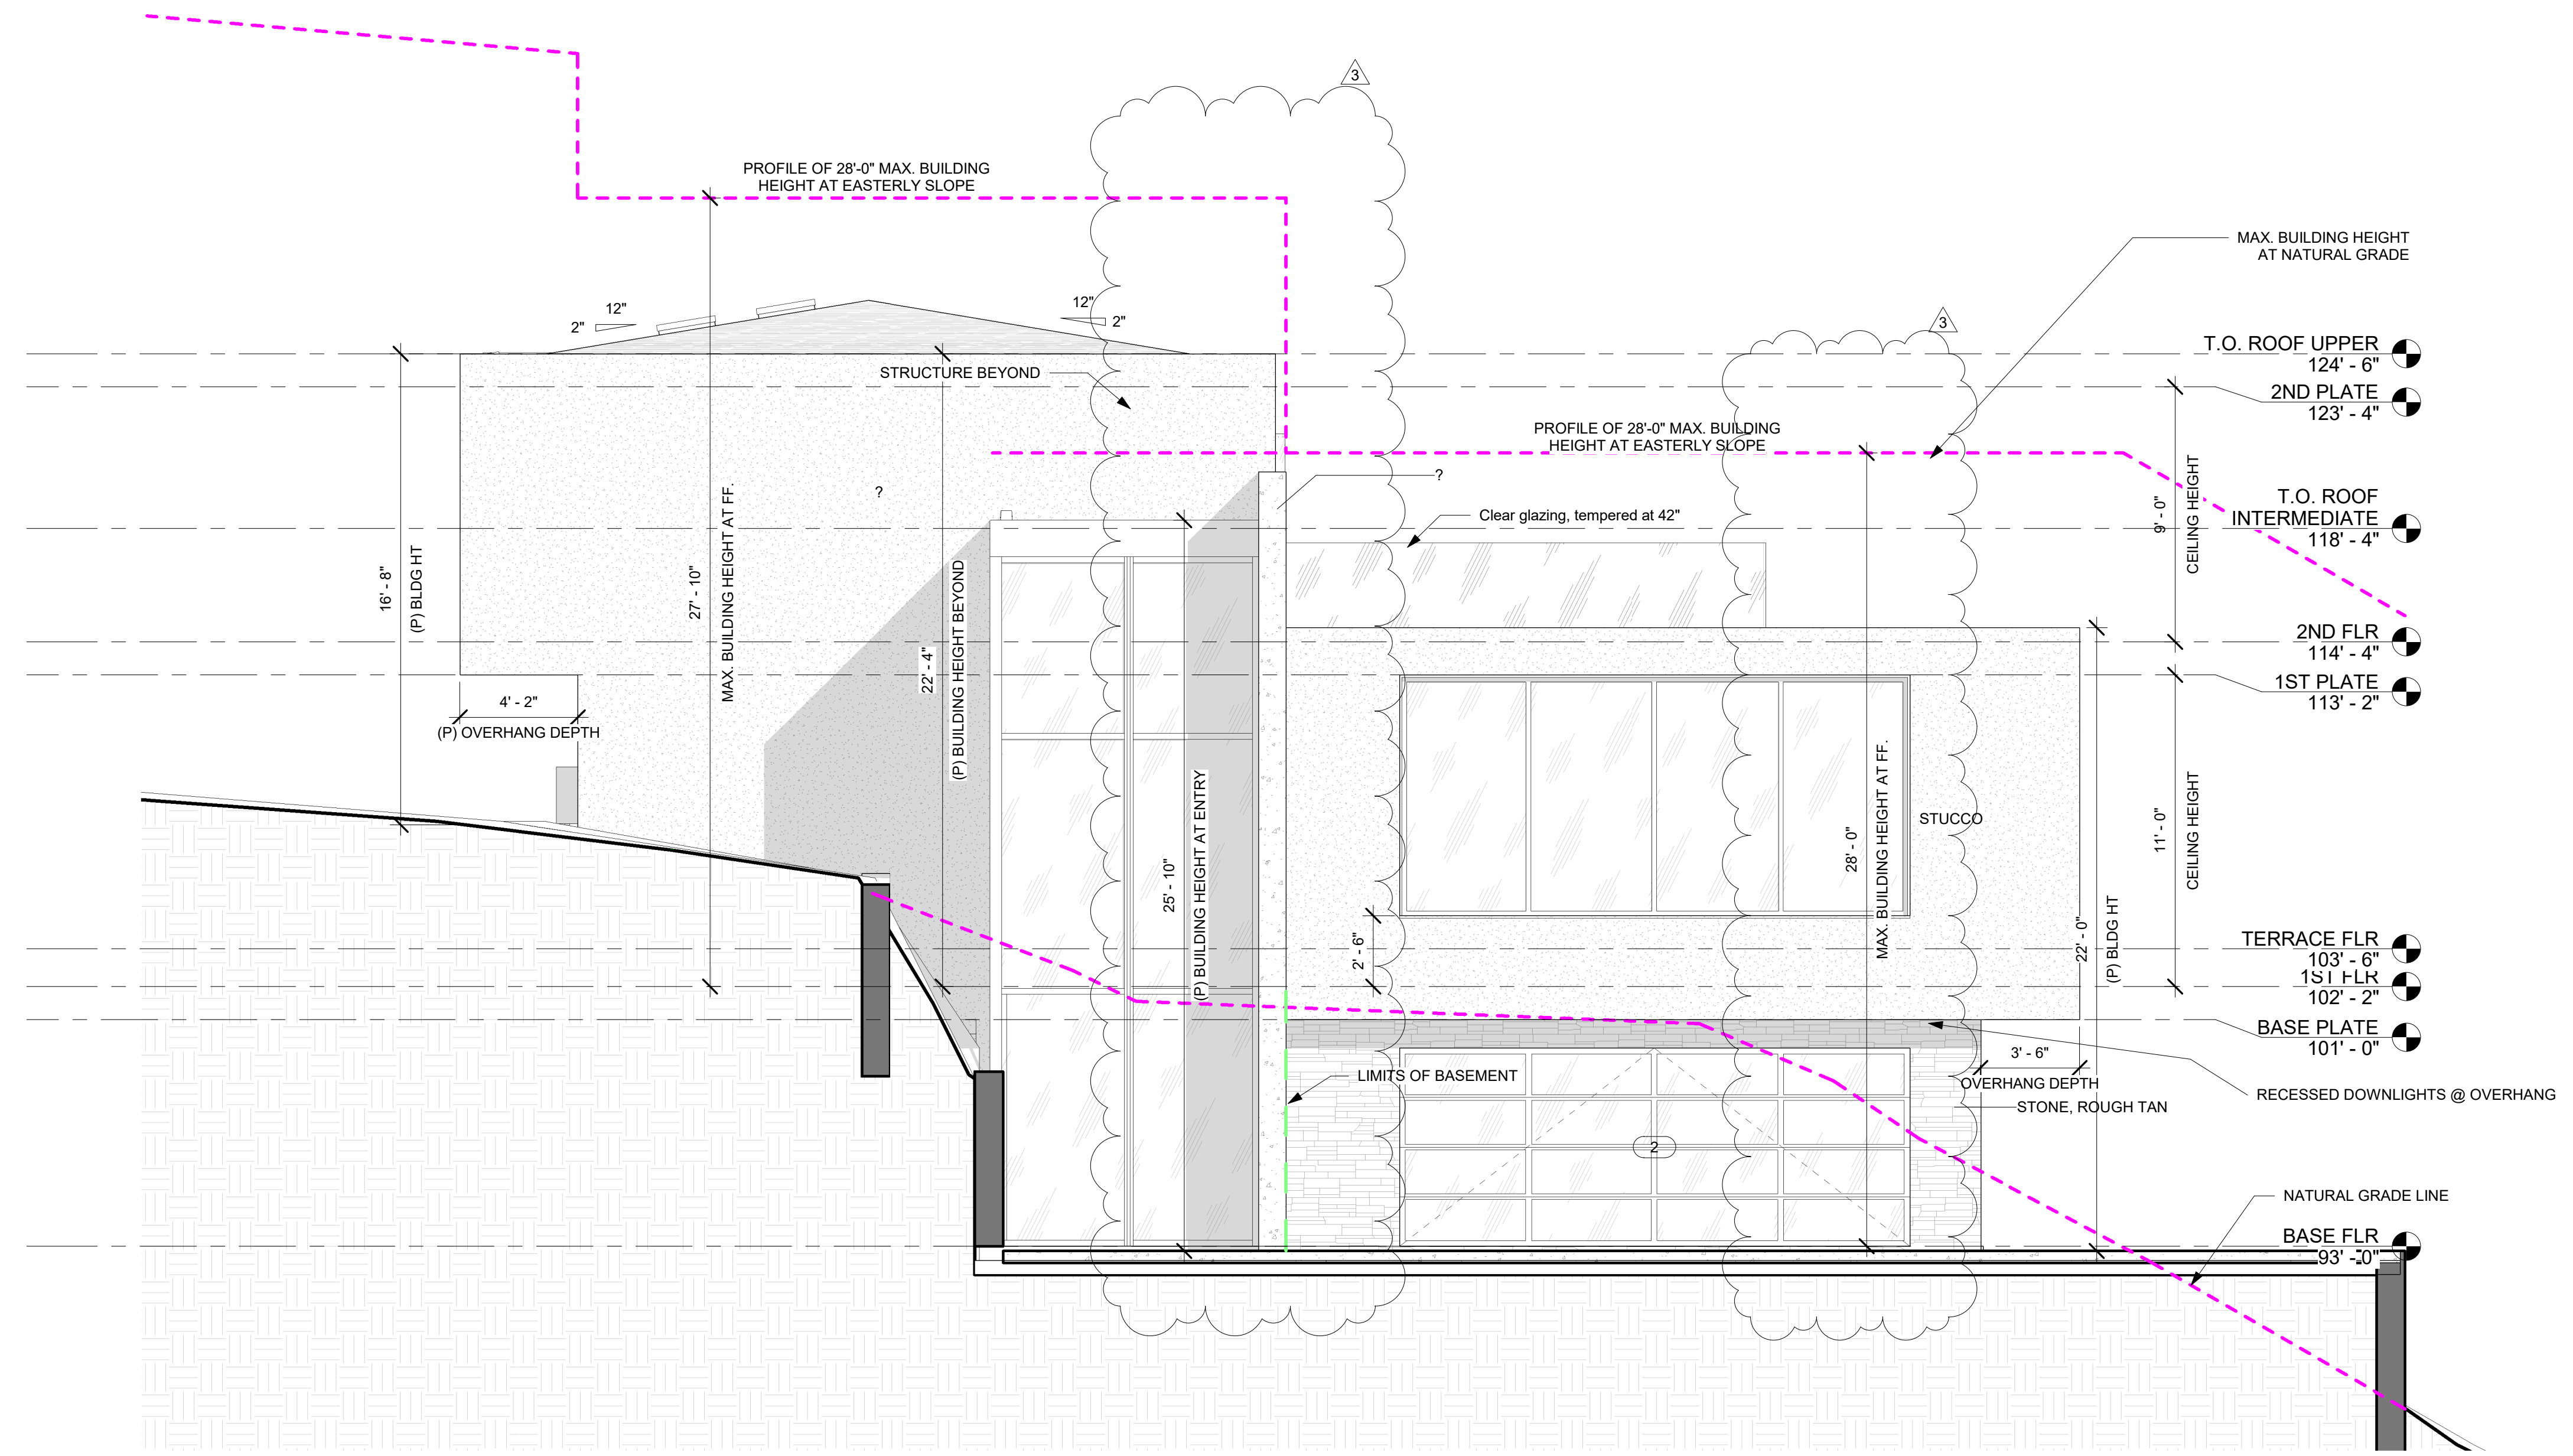 3
PROFILE OF 28'-0" MAX. BUILDING
HEIGHT AT EASTERLY SLOPE
MAX. BUILDING HEIGHT
AT NATURAL GRADE
12"
2"
12"
2"
3
T.O. ROOF UPPER
124' - 6"
STRUCTURE BEYOND
2ND PLATE
123' - 4"
PROFILE OF 28'-0" MAX. BUILDING
HEIGHT AT EASTERLY SLOPE
?
?
Clear glazing, tempered at 42"
9' - 0"
CEILING HEIGHT
T.O. ROOF
INTERMEDIATE
118' - 4"
16' - 8"
(P) BLDG HT
27' - 10"
MAX. BUILDING HEIGHT AT FF.
22' - 4"
(P) BUILDING HEIGHT BEYOND
2ND FLR
114' - 4"
1ST PLATE
113' - 2"
4' - 2"
(P) OVERHANG DEPTH
25' - 10"
(P) BUILDING HEIGHT AT ENTRY
28' - 0"
MAX. BUILDING HEIGHT AT FF.
STUCCO
11' - 0"
CEILING HEIGHT
2' - 6"
22' - 0"
(P) BLDG HT
TERRACE FLR
103' - 6"
1ST FLR
102' - 2"
BASE PLATE
101' - 0"
3' - 6"
OVERHANG DEPTH
LIMITS OF BASEMENT
RECESSED DOWNLIGHTS @ OVERHANG
STONE, ROUGH TAN
2
NATURAL GRADE LINE
BASE FLR
93' - 0"